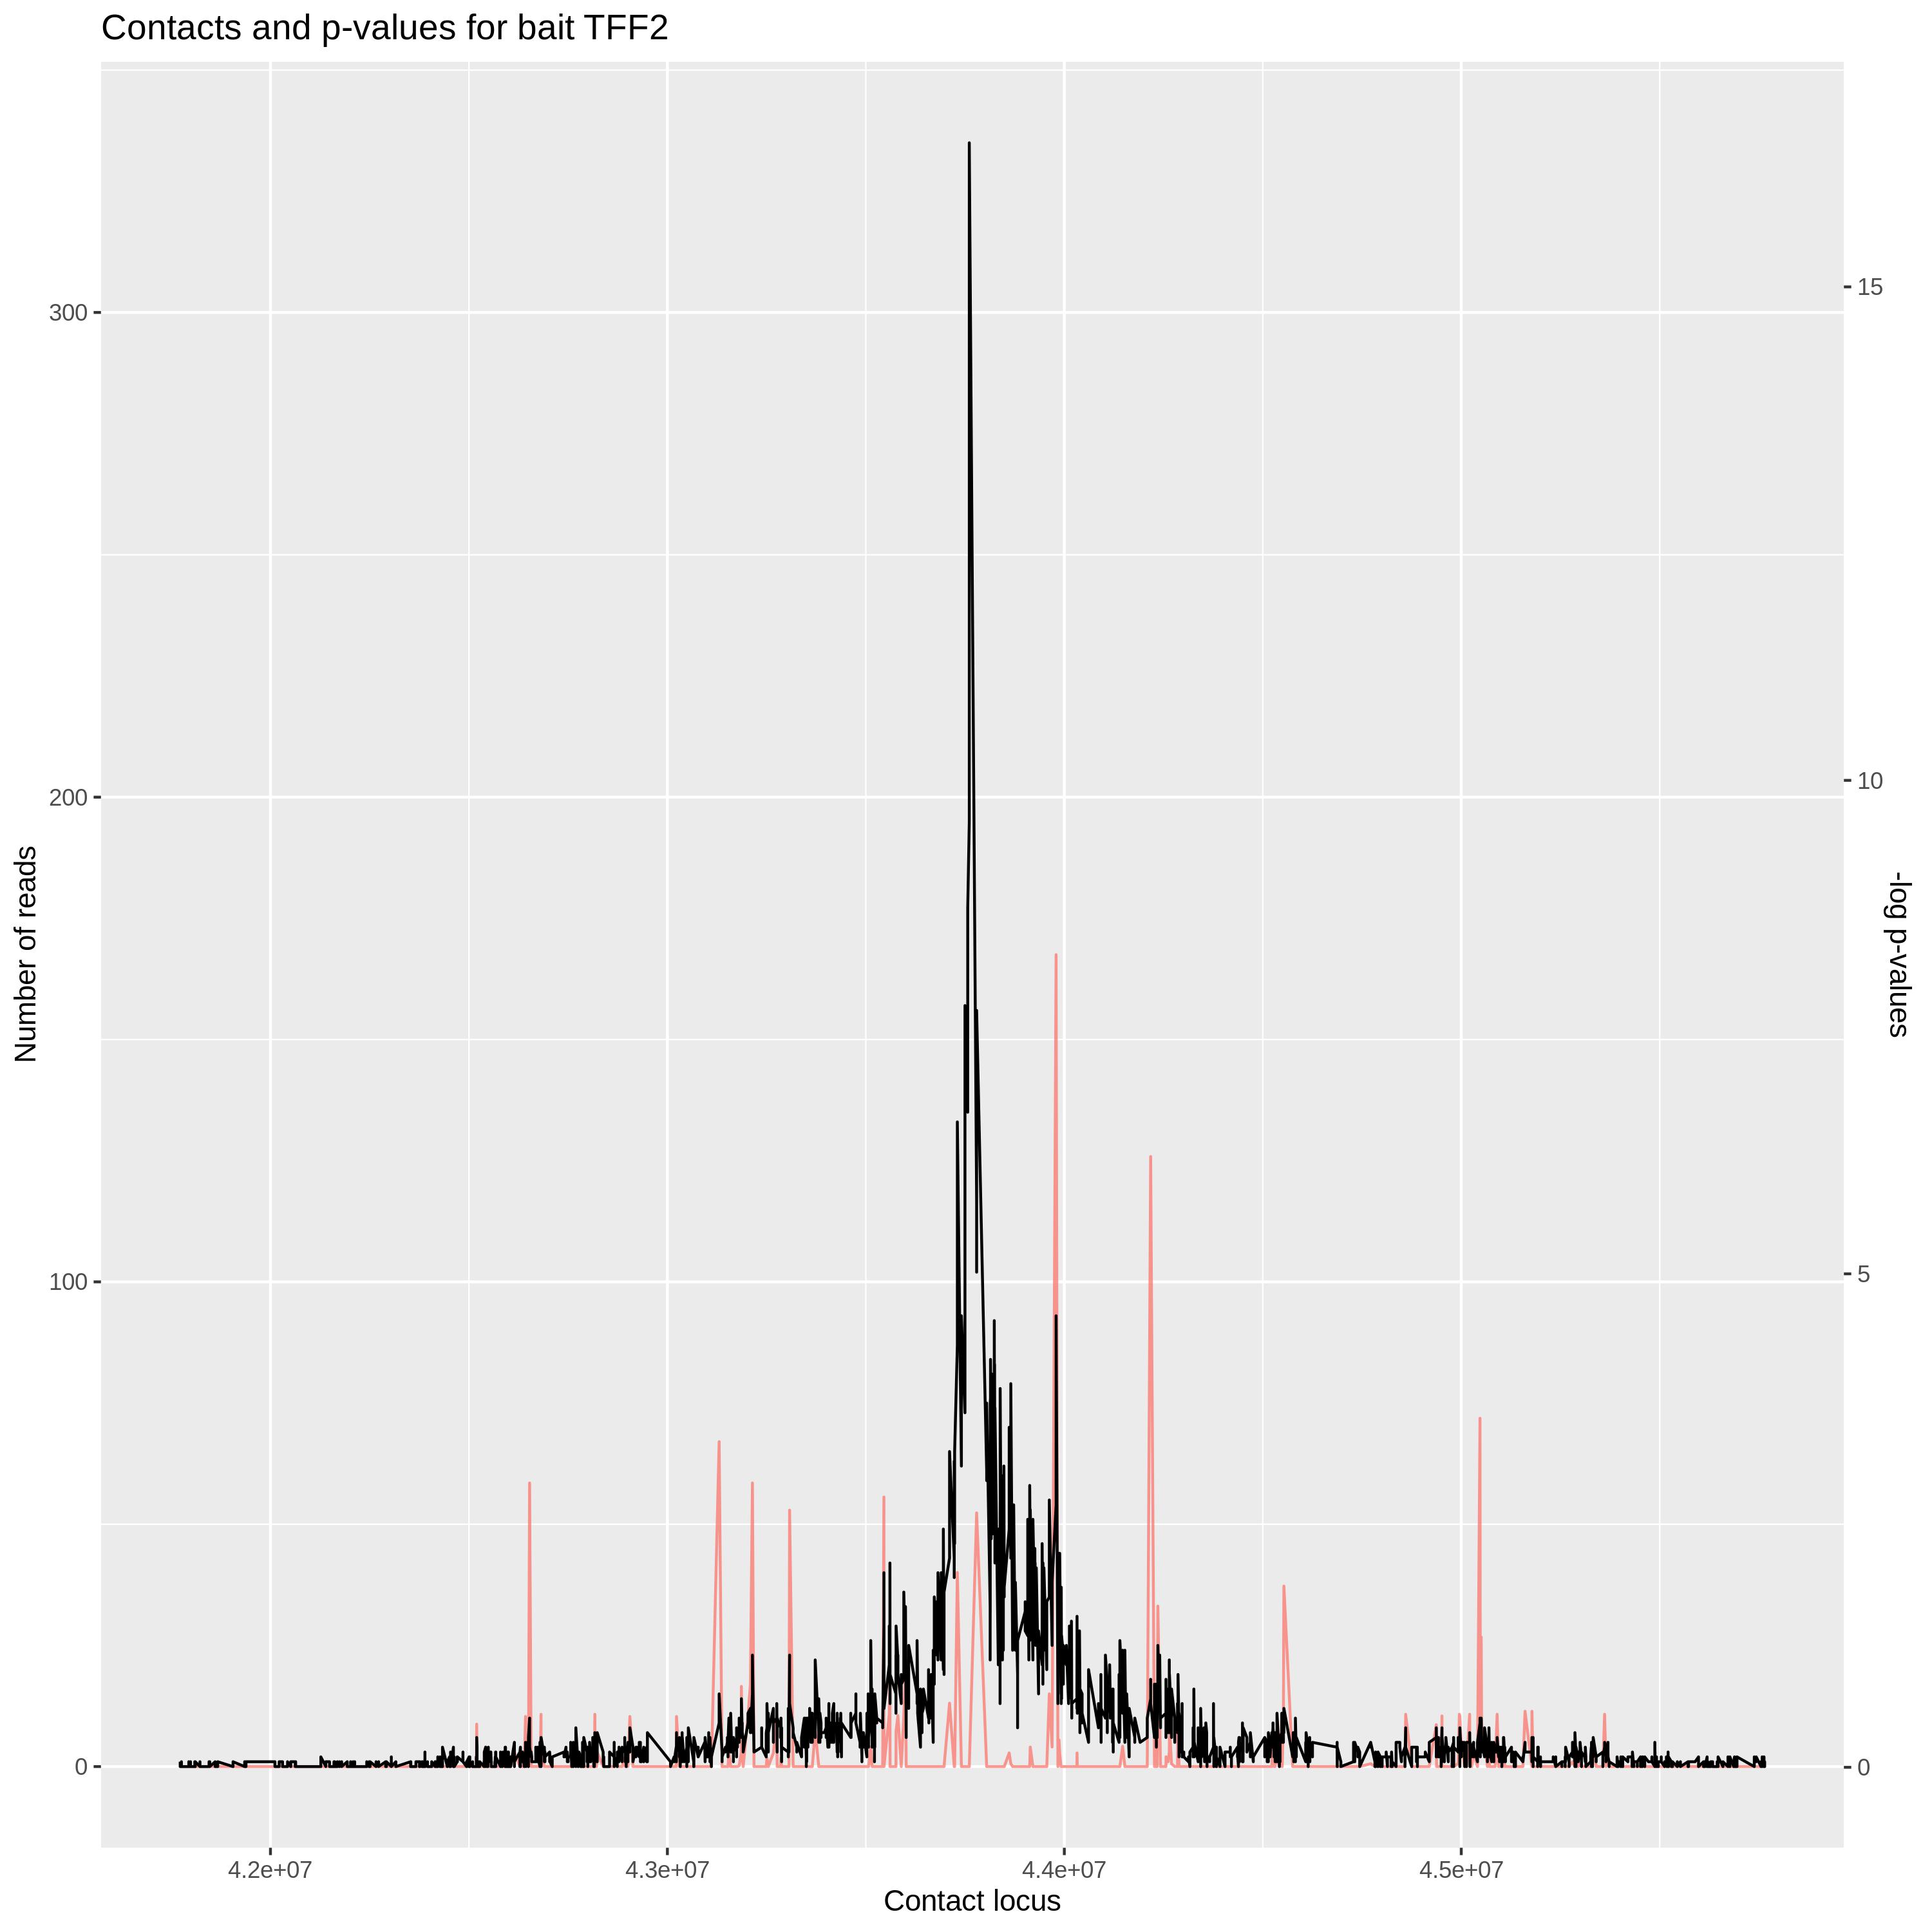 Contacts and p-values for bait TFF2
300
200
100
0
Number of reads
15
10
5
0
-log p-values
4.2e+07
4.3e+07
4.4e+07
4.5e+07
Contact locus